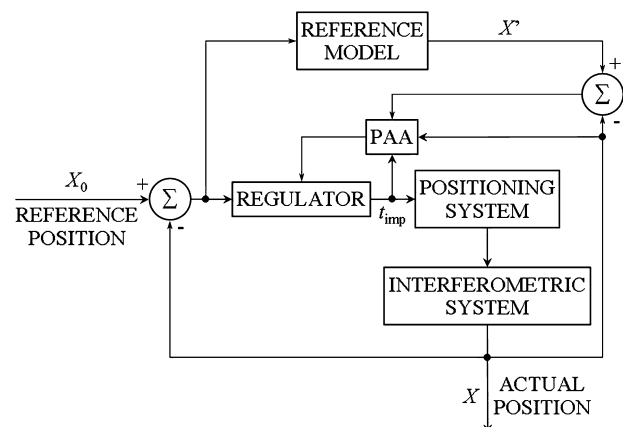 REFERENCE
MODEL
X’
+
Σ
-
PAA
X0
+
Σ
-
REFERENCE
POSITION
REGULATOR
timp
POSITIONING
SYSTEM
INTERFEROMETRIC
SYSTEM
X
ACTUAL
POSITION